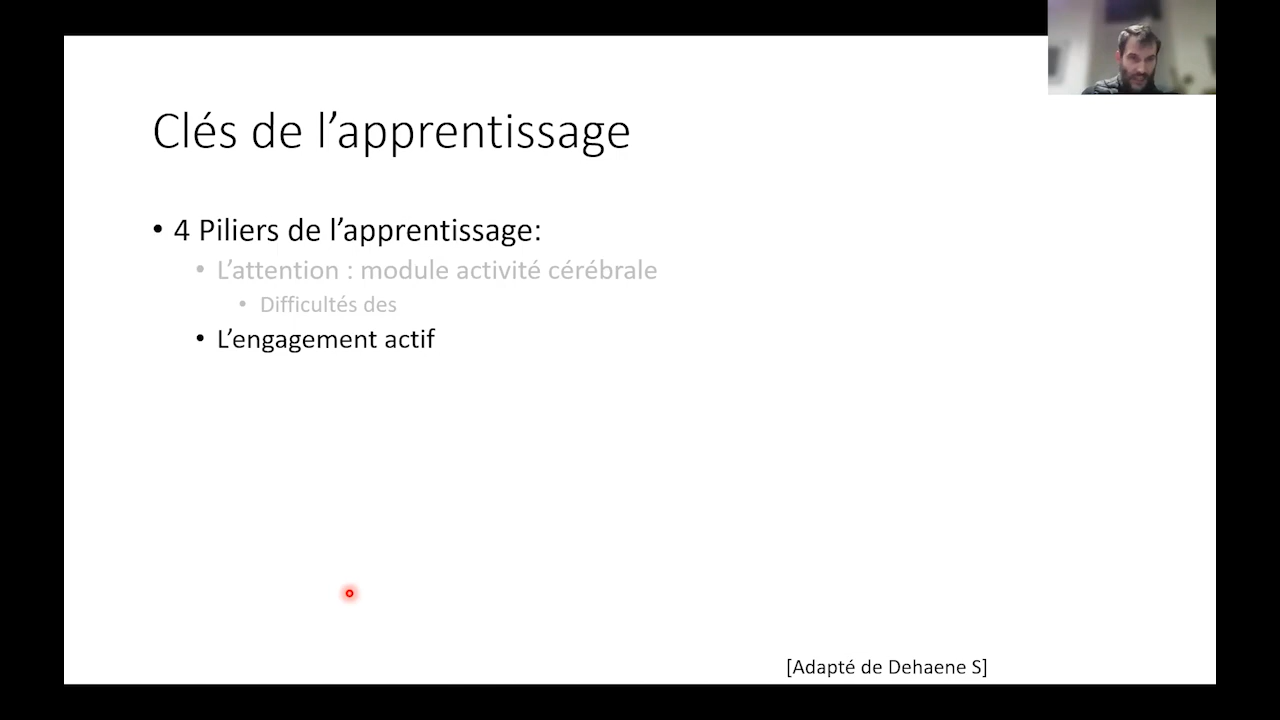 Clés de l’apprentissage
• 4 Piliers de l’apprentissage:
• L’attention : module activité cérébrale
• Difficultés des
• L’engagement actif
[Adapté de Dehaene S]